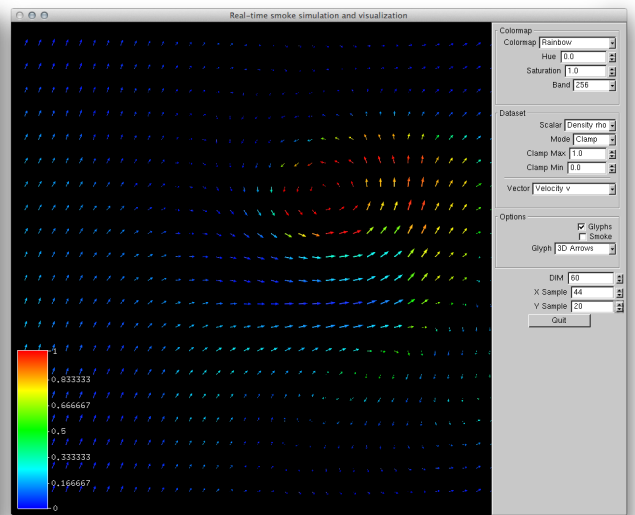 Real-time smoke simulation and visualization
Colormap
Colormap Rainbow
Hue 0.0
Saturation 1.0
Band 256
Dataset
Scalar Density rho
Mode Clamp
Clamp Max 1.0
Clamp Min 0.0
Vector Velocity v
Options
Glyphs
Smoke
Glyph 3D Arrows
DIM 60
X Sample 44
Y Sample 20
Quit
1
0.833333
0.666667
0.5
0.333333
0.166667
0